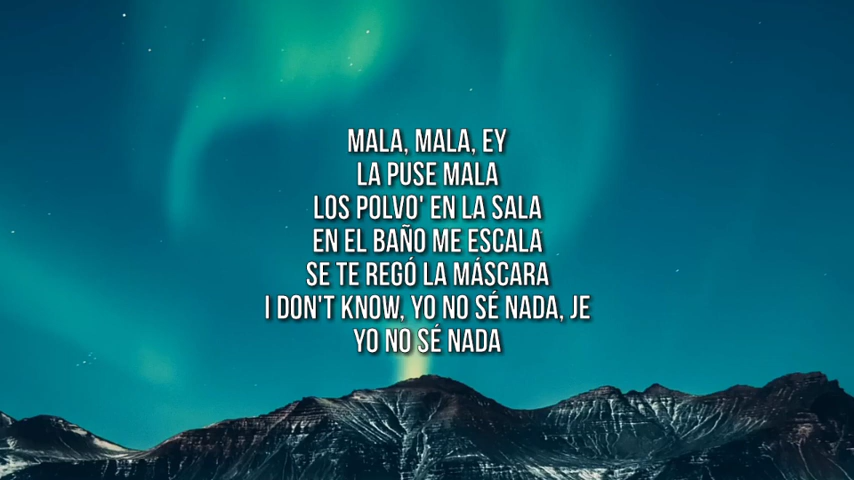 MALA, MALA, EY
LA PUSE MALA
LOS POLVO' EN LA SALA
EN EL BAÑO ME ESCALA
SE TE REGÓ LA MÁSCARA
I DON'T KNOW, YO NO SÉ NADA, JE
YO NO SÉ NADA